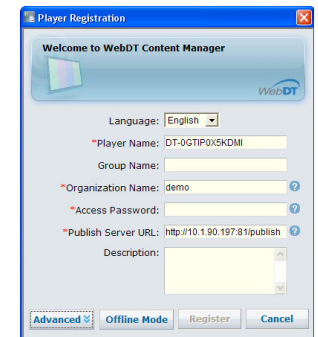 Player Registration
Welcome to WebDT Content Manager
WebDT
Language: English
*Player Name: DT-0GTIP0X5KDMI
Group Name:
*Organization Name: demo
*Access Password:
*Publish Server URL: http://10.1.90.197:81/publish
Description:
Advanced Offline Mode Register Cancel